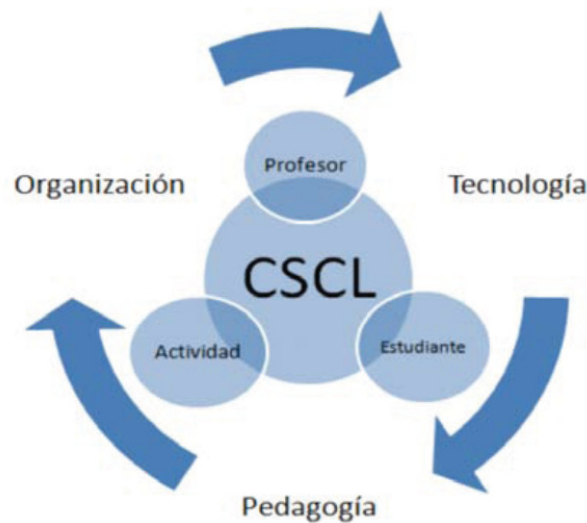 Profesor
Organización
Tecnología
CSCL
Actividad
Estudiante
Pedagogía